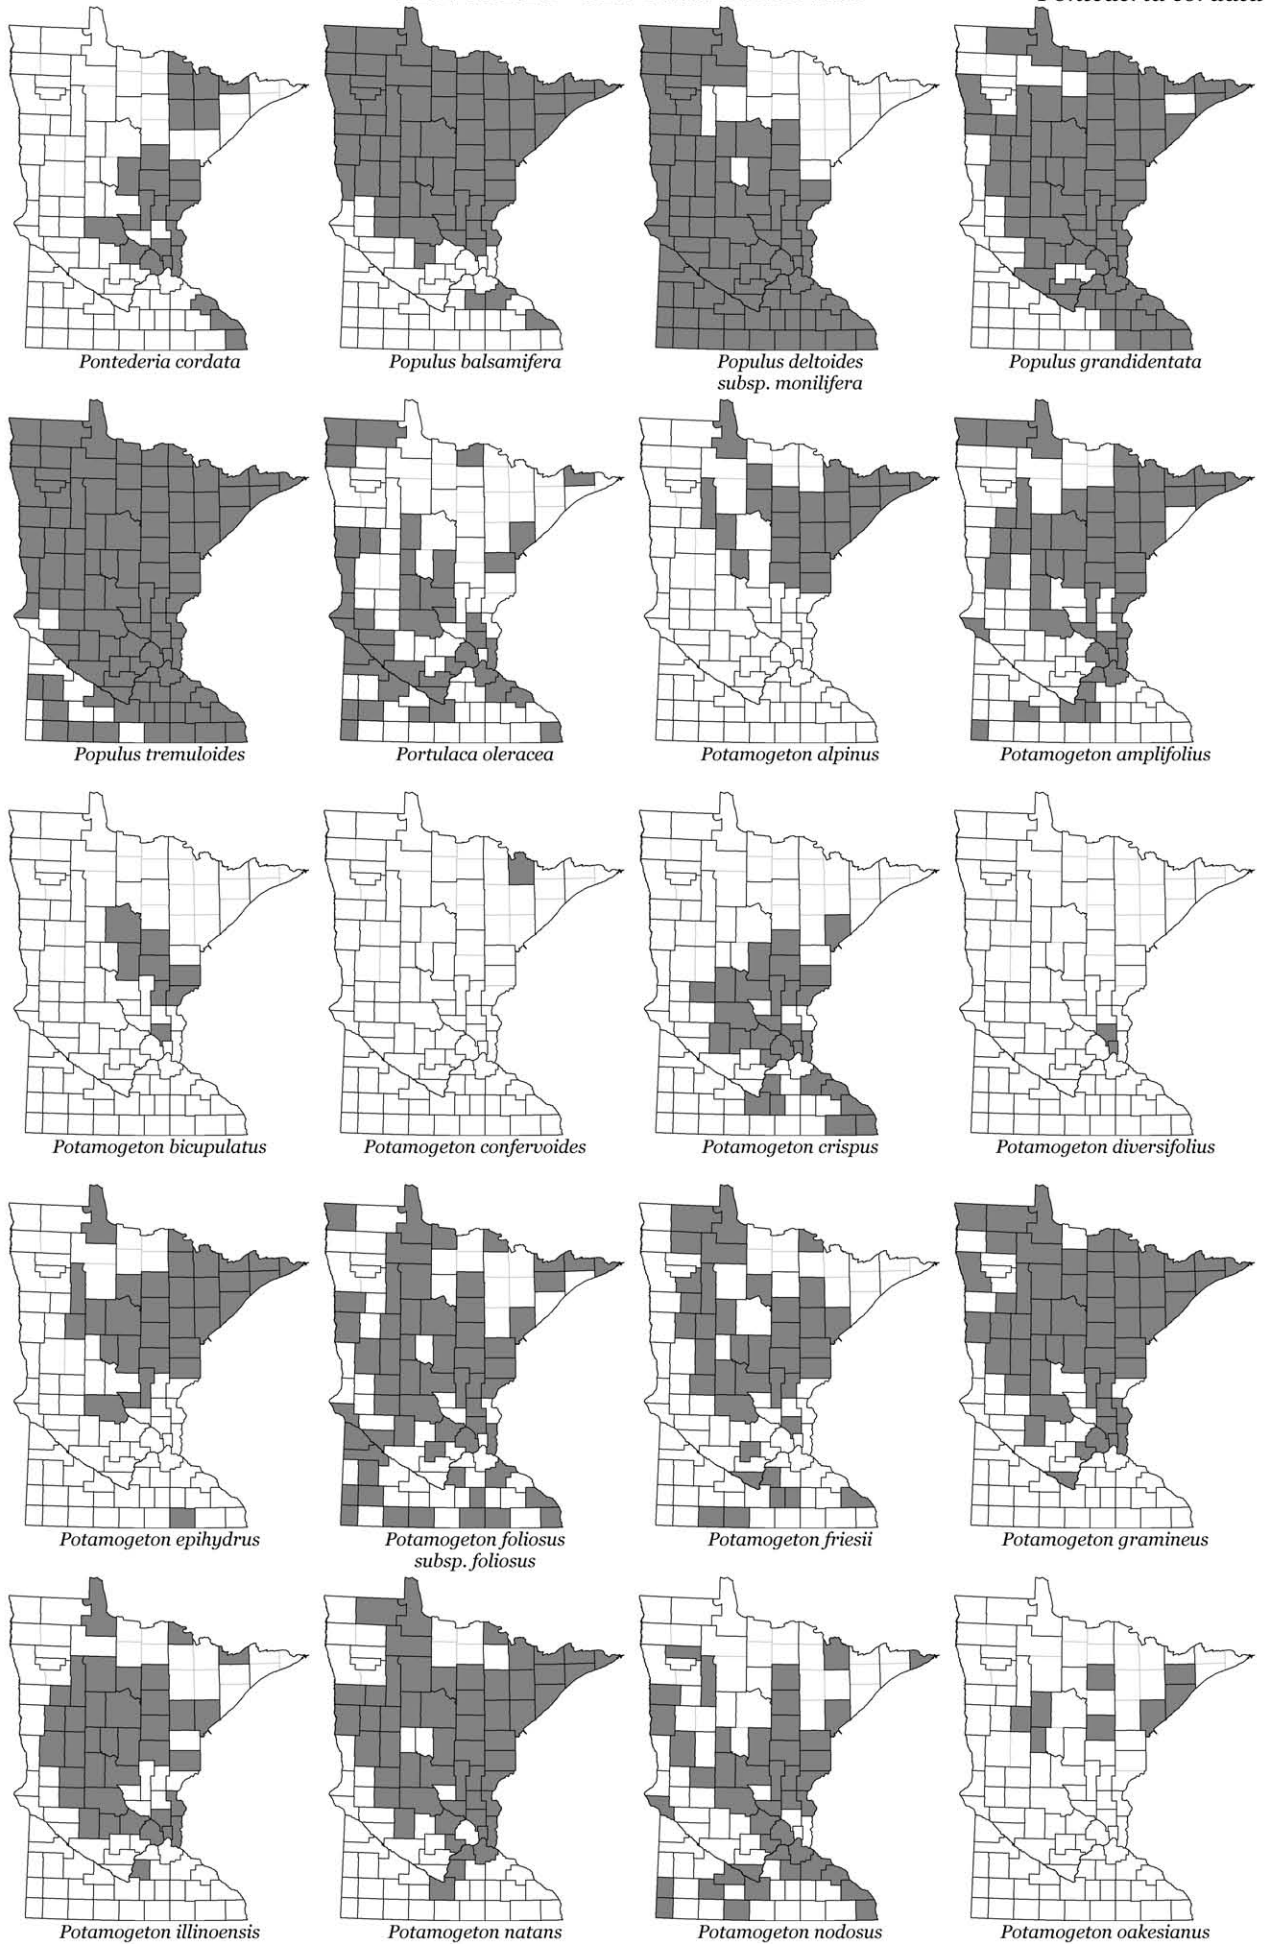 Pontederia cordata
Populus balsamifera
Populus deltoides
subsp. monilifera
Populus grandidentata
Populus tremuloides
Portulaca oleracea
Potamogeton alpinus
Potamogeton amplifolius
Potamogeton bicupulatus
Potamogeton confervoides
Potamogeton crispus
Potamogeton diversifolius
Potamogeton epihydrus
Potamogeton foliosus
subsp. foliosus
Potamogeton friesii
Potamogeton gramineus
Potamogeton illinoensis
Potamogeton natans
Potamogeton nodosus
Potamogeton oakesianus